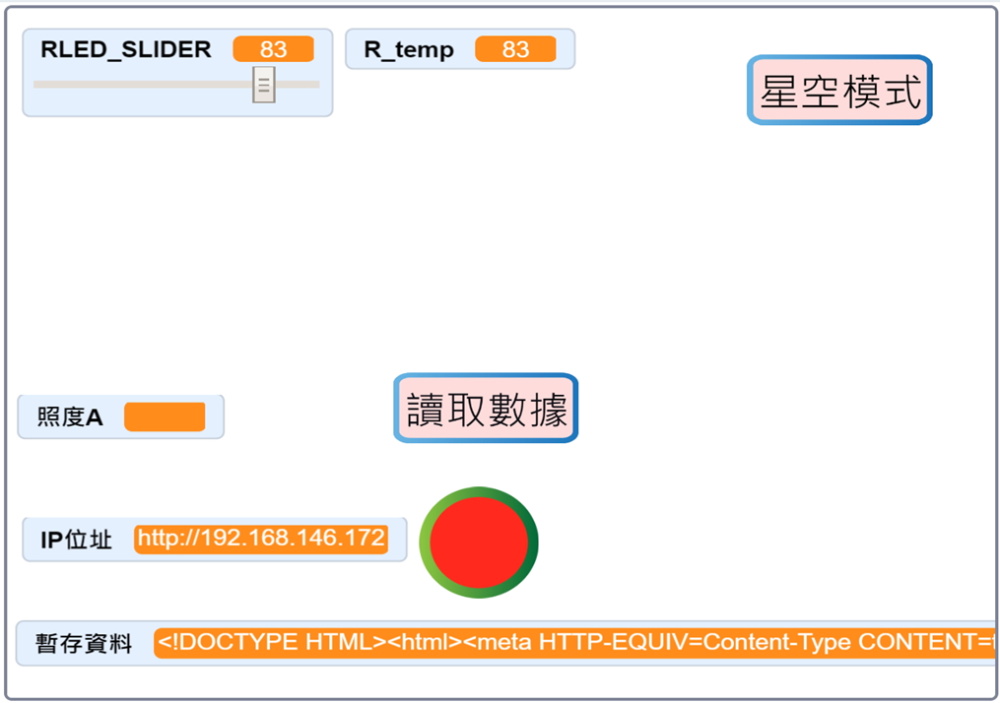 RLED_SLIDER 83
R_temp 83
星空模式
照度A
讀取數據
IP位址 http://192.168.146.172
暫存資料 <!DOCTYPE HTML><html><meta HTTP-EQUIV=Content-Type CONTENT=